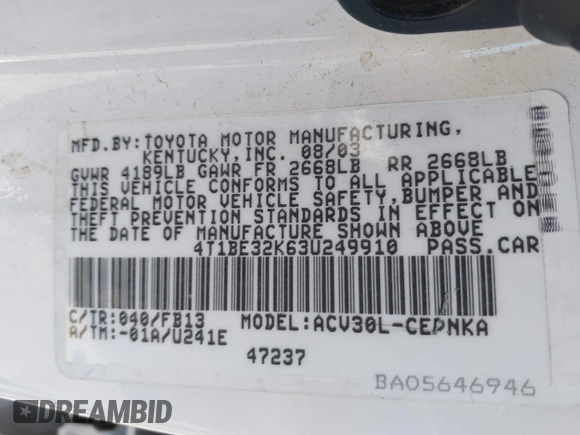 MFD.BY:TOYOTA MOTOR MANUFACTURING,
KENTUCKY,INC. 08/03
GVWR 4189LB GAWR FR 2668LB RR 2668LB
THIS VEHICLE CONFORMS TO ALL APPLICABLE
FEDERAL MOTOR VEHICLE SAFETY,BUMPER AND
THEFT PREVENTION STANDARDS IN EFFECT ON
THE DATE OF MANUFACTURE SHOWN ABOVE
4T1BE32K63U249910 PASS.CAR
C/TR:040/FB13 MODEL:ACV30L-CEPNKA
A/TM:-01A/U241E
47237
BA05646946
DREAMBID